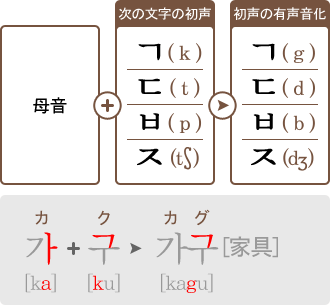 次の文字の初声 初声の有声音化
母音 + ㄱ ( k ) ㄱ ( g )
ㄷ ( t ) ㄷ ( d )
ㅂ ( p ) ㅂ ( b )
ㅈ (tʃ) ㅈ (dʒ)
カ ク カ グ
가 + 구 가구 [家具]
[ka] [ku] [kagu]